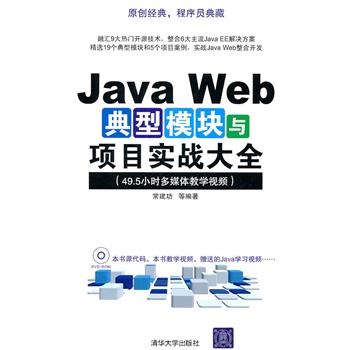 原创经典，程序员典藏
融汇9大热门开源技术，整合6大主流Java EE解决方案
精选19个典型模块和5个项目案例，实战Java Web整合开发
Java Web
典型模块与
项目实战大全
(49.5小时多媒体教学视频)
常建功 等编著
DVD-ROM
本书源代码、本书教学视频、赠送的Java学习视频……
清华大学出版社